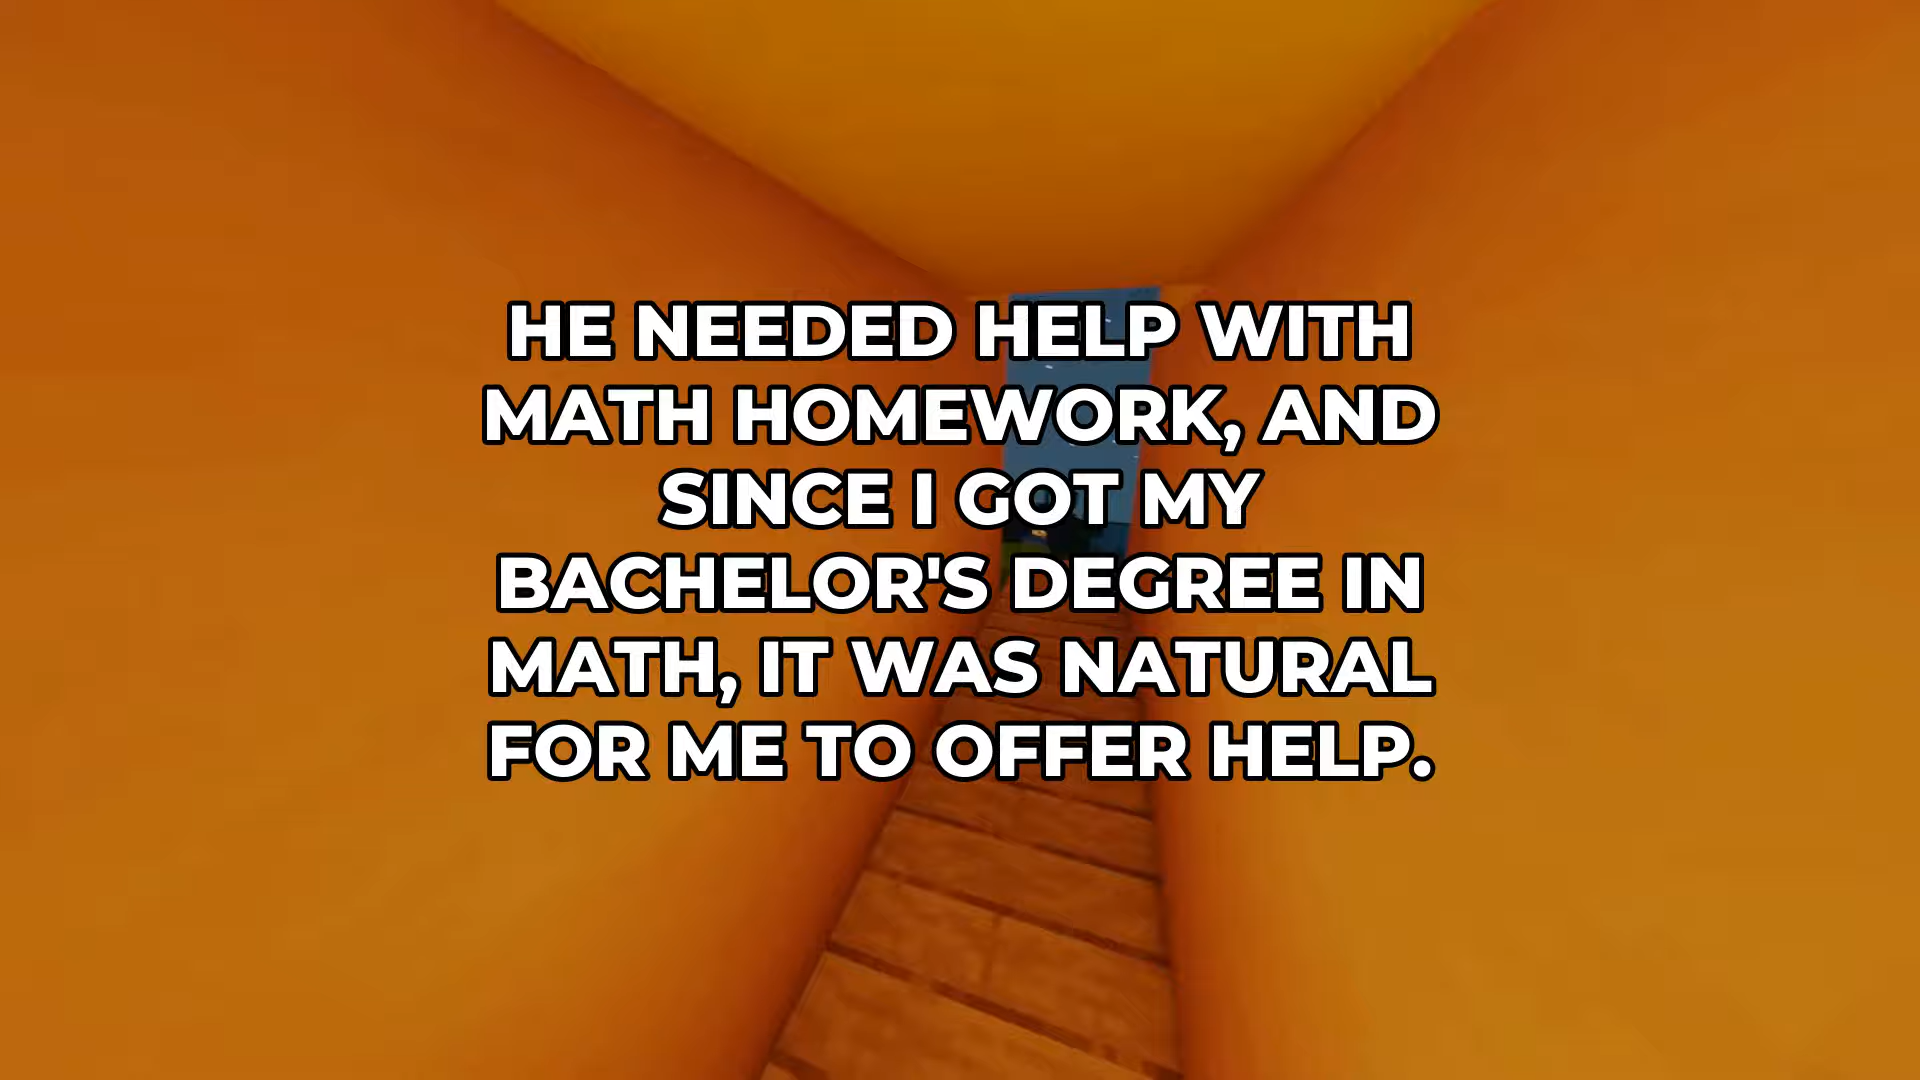 HE NEEDED HELP WITH
MATH HOMEWORK, AND
SINCE I GOT MY
BACHELOR'S DEGREE IN
MATH, IT WAS NATURAL
FOR ME TO OFFER HELP.